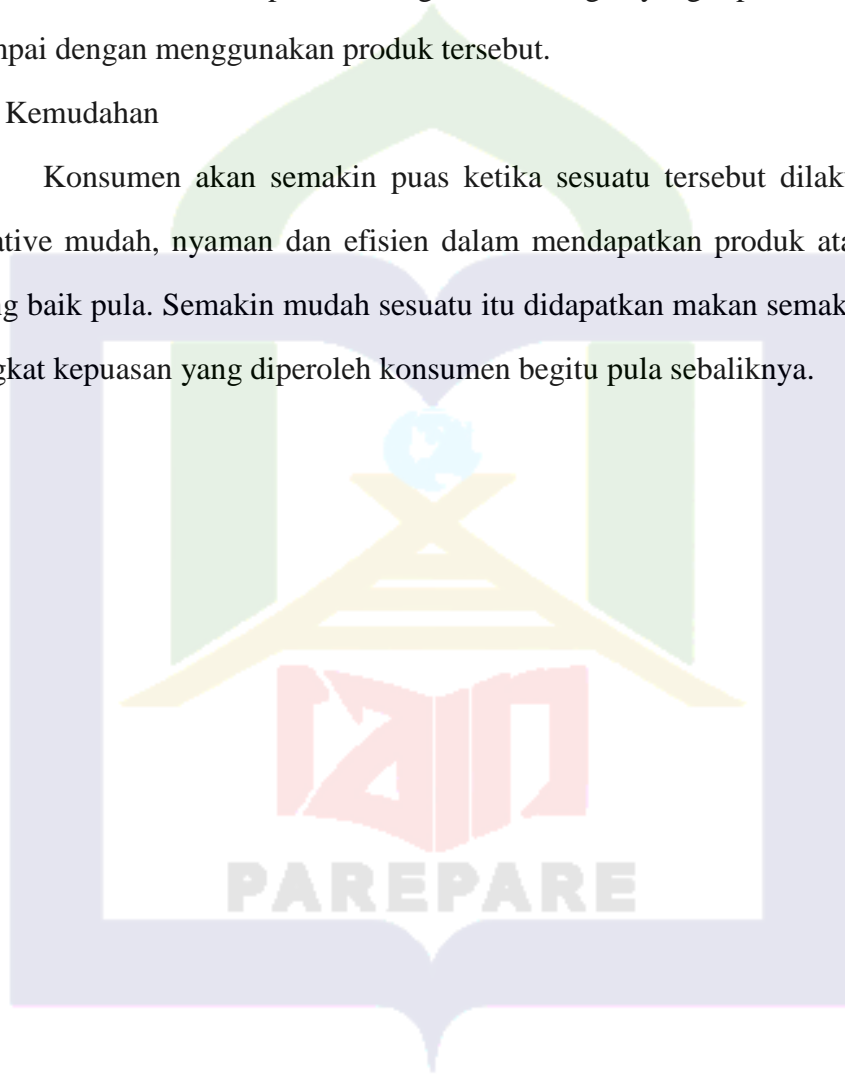 mpai dengan menggunakan produk tersebut.
Kemudahan
Konsumen akan semakin puas ketika sesuatu tersebut dilak
ative mudah, nyaman dan efisien dalam mendapatkan produk ata
ng baik pula. Semakin mudah sesuatu itu didapatkan makan semak
gkat kepuasan yang diperoleh konsumen begitu pula sebaliknya.
iain
PAREPARE